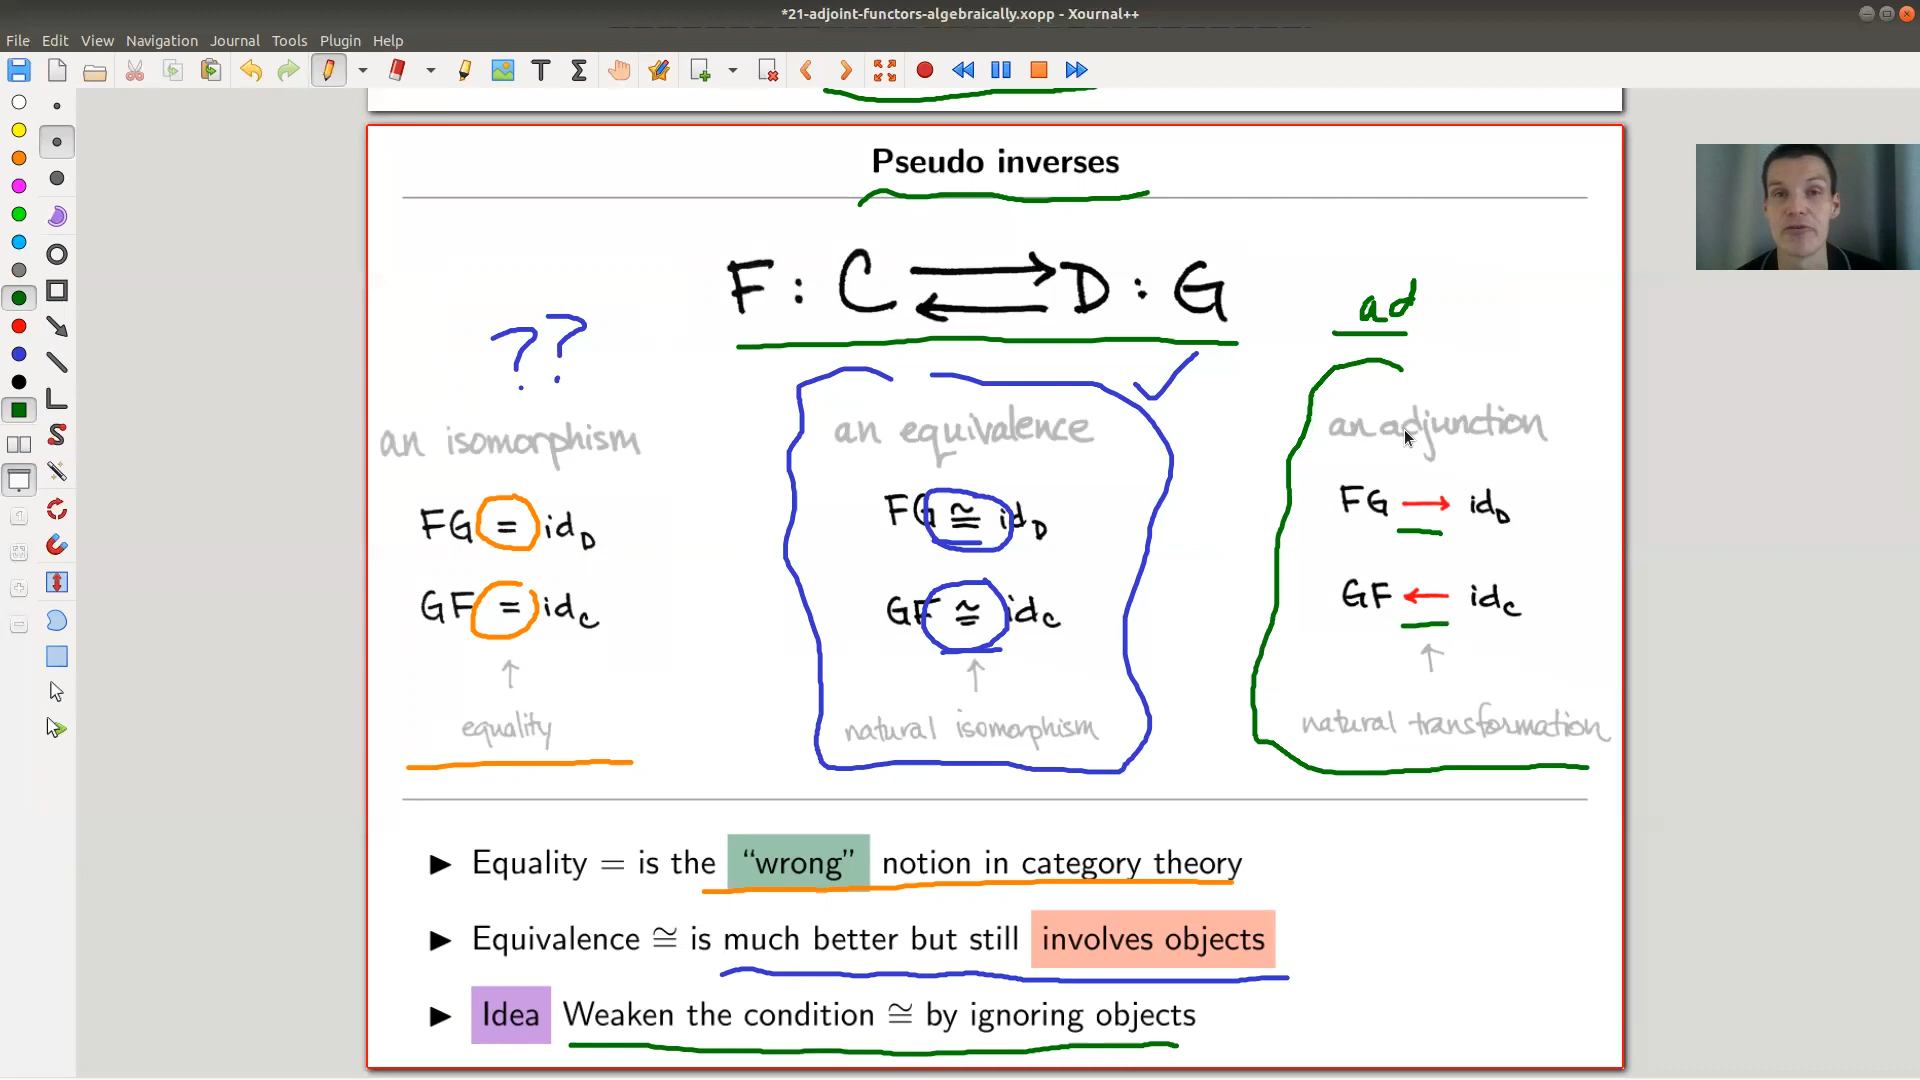 *21-adjoint-functors-algebraically.xopp - Xournal++
File Edit View Navigation Journal Tools Plugin Help
Pseudo inverses
F : C ⇄ D : G
ad
??
an isomorphism
FG = id_D
GF = id_C
↑
equality
an equivalence
FG ≅ id_D
GF ≅ id_C
↑
natural isomorphism
an adjunction
FG → id_D
GF ← id_C
↑
natural transformation
▶ Equality = is the “wrong” notion in category theory
▶ Equivalence ≅ is much better but still involves objects
▶ Idea Weaken the condition ≅ by ignoring objects